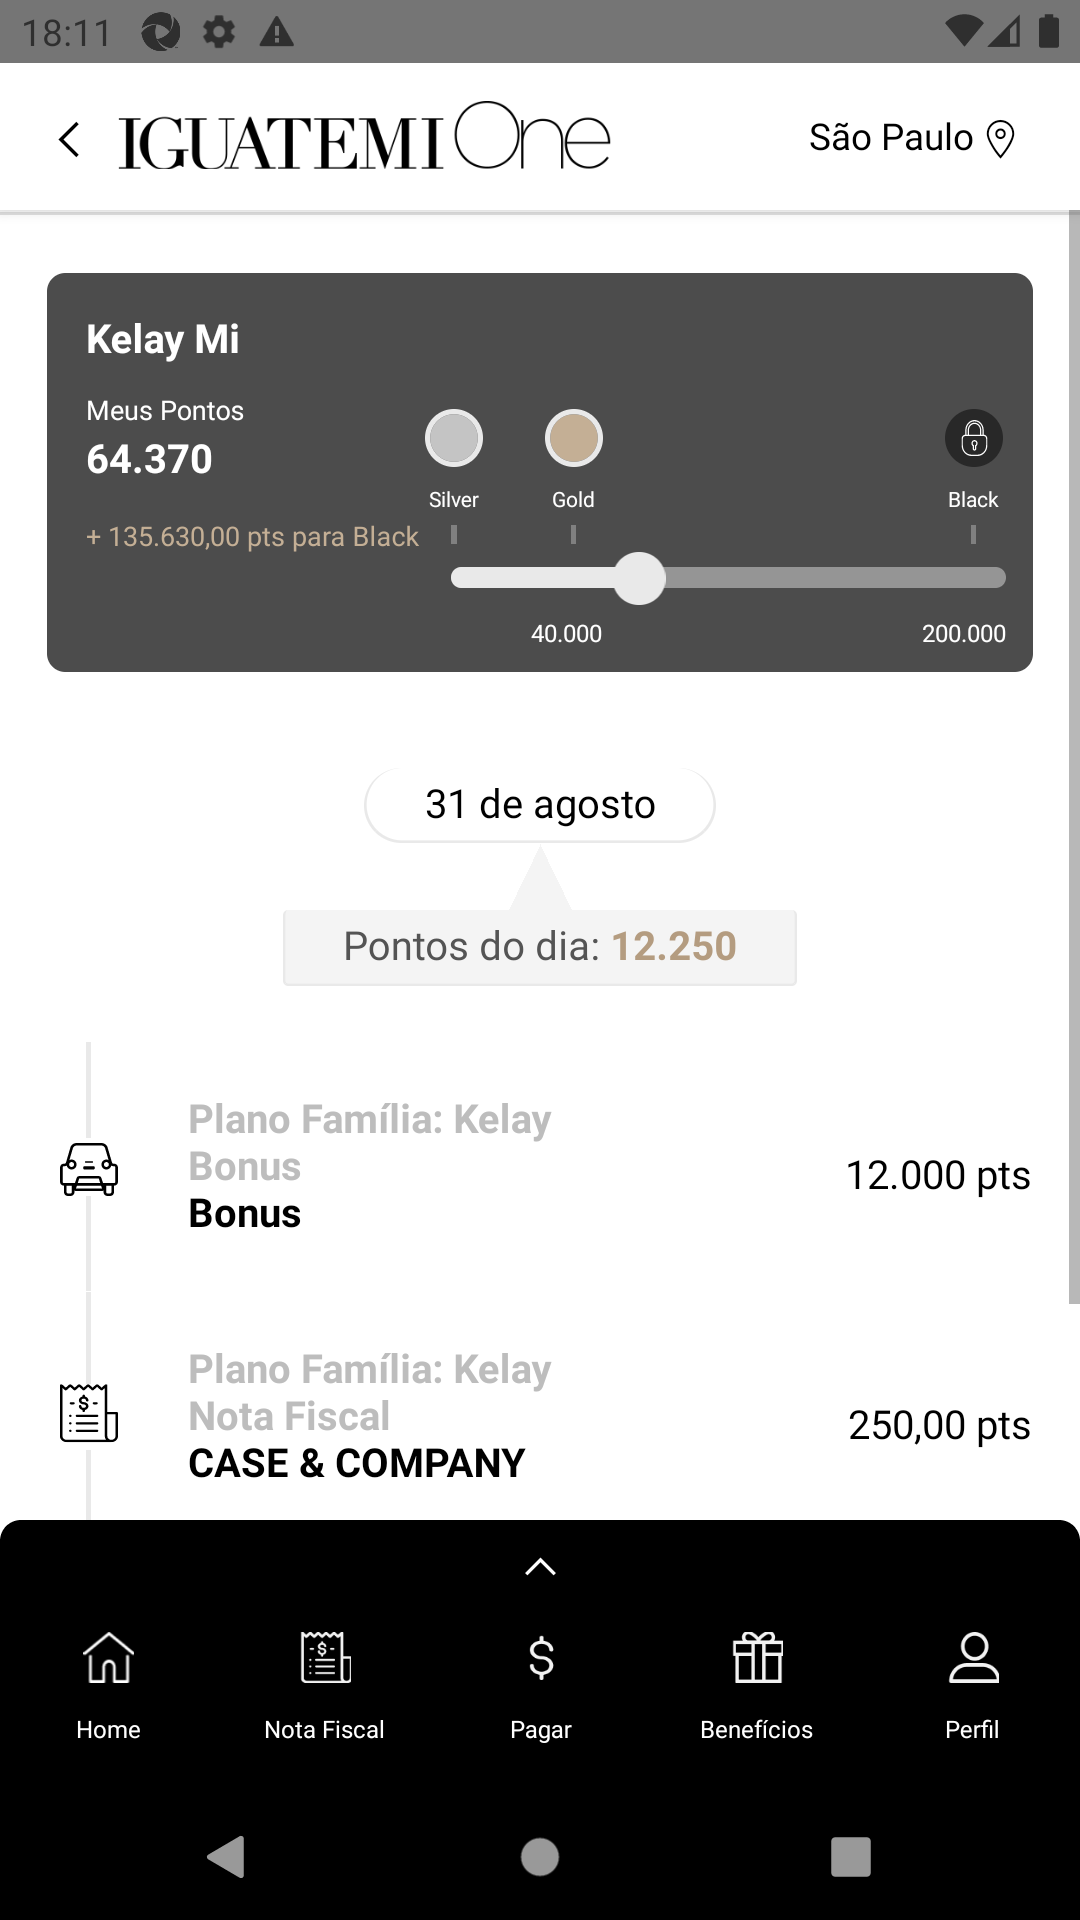 18:11
IGUATEMI One
São Paulo
Kelay Mi
Meus Pontos
64.370
+ 135.630,00 pts para Black
Silver
Gold
Black
40.000
200.000
31 de agosto
Pontos do dia: 12.250
Plano Família: Kelay
Bonus
Bonus
12.000 pts
Plano Família: Kelay
Nota Fiscal
CASE & COMPANY
250,00 pts
Home
Nota Fiscal
Pagar
Benefícios
Perfil